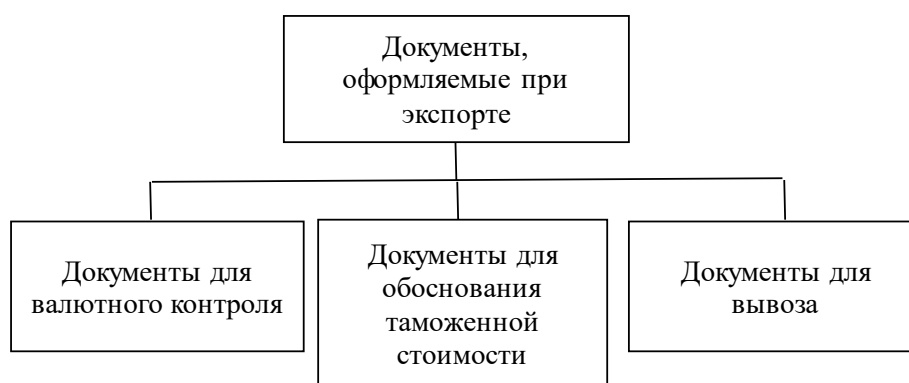 Документы,
оформляемые при
экспорте
Документы для
валютного контроля
Документы для
обоснования
таможенной
стоимости
Документы для
вывоза